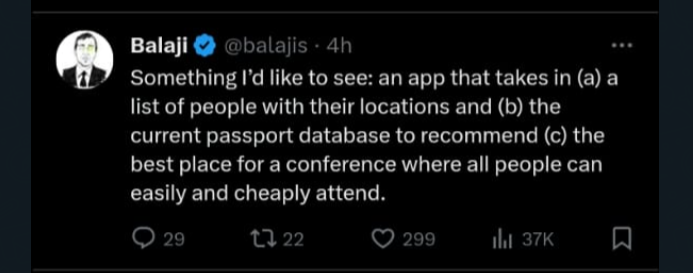 Balaji @balajis · 4h
Something I'd like to see: an app that takes in (a) a
list of people with their locations and (b) the
current passport database to recommend (c) the
best place for a conference where all people can
easily and cheaply attend.
29 22 299 37K